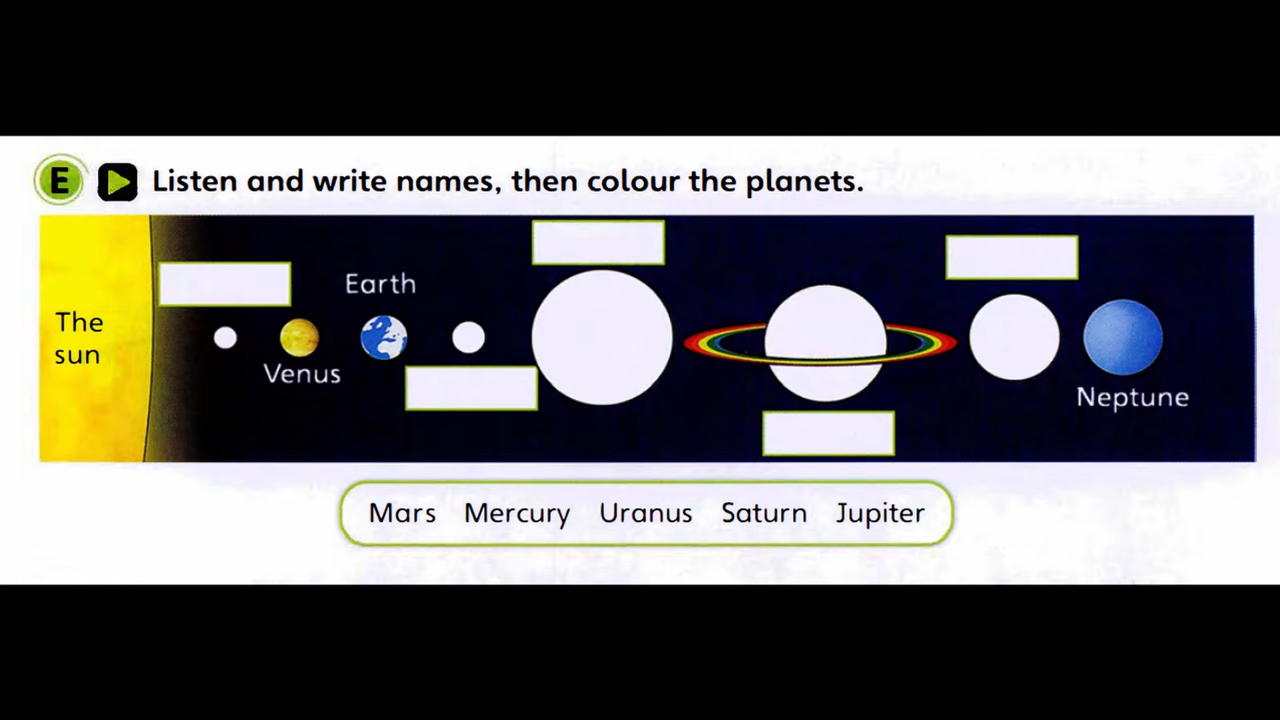 E Listen and write names, then colour the planets.
The
sun
Earth
Venus
Neptune
Mars Mercury Uranus Saturn Jupiter